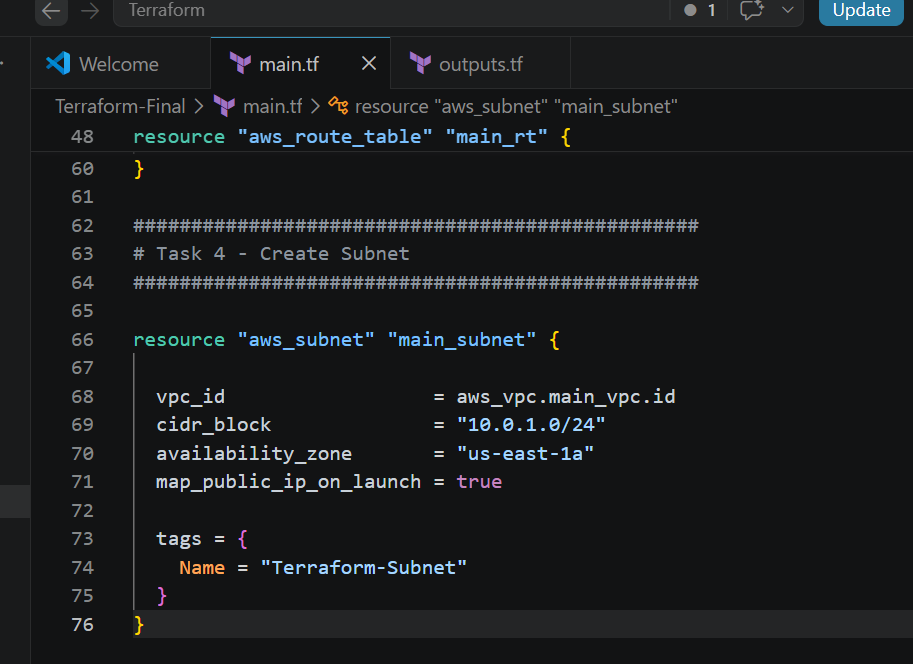 Terraform
1
Update
Welcome
main.tf
outputs.tf
Terraform-Final > main.tf > resource "aws_subnet" "main_subnet"
48 resource "aws_route_table" "main_rt" {
60 }
61
62 #################################################
63 # Task 4 - Create Subnet
64 #################################################
65
66 resource "aws_subnet" "main_subnet" {
67
68   vpc_id                  = aws_vpc.main_vpc.id
69   cidr_block              = "10.0.1.0/24"
70   availability_zone       = "us-east-1a"
71   map_public_ip_on_launch = true
72
73   tags = {
74     Name = "Terraform-Subnet"
75   }
76 }